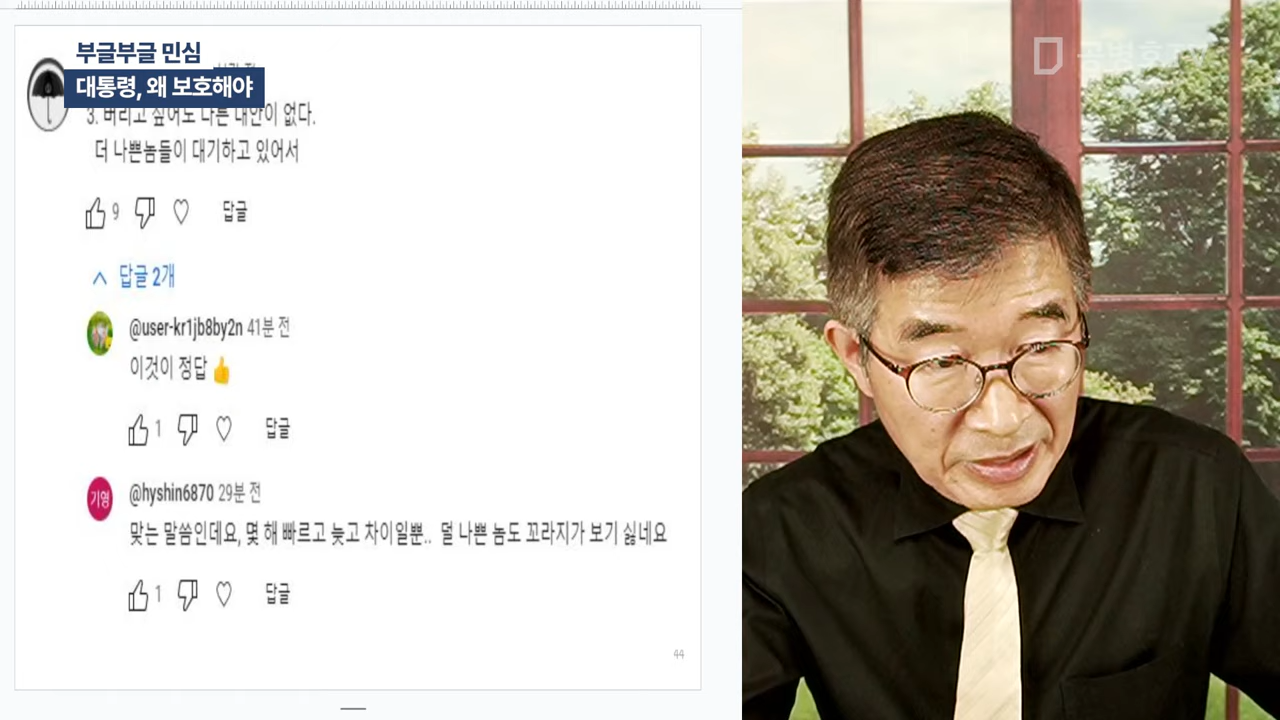 부글부글 민심
대통령, 왜 보호해야
3. 버리고 싶어도 나은 대안이 없다.
더 나쁜놈들이 대기하고 있어서
9
답글
답글 2개
@user-kr1jb8by2n 41분 전
이것이 정답 👍
1
답글
기영
@hyshin6870 29분 전
맞는 말씀인데요, 몇 해 빠르고 늦고 차이일뿐.. 덜 나쁜 놈도 꼬라지가 보기 싫네요
1
답글
44